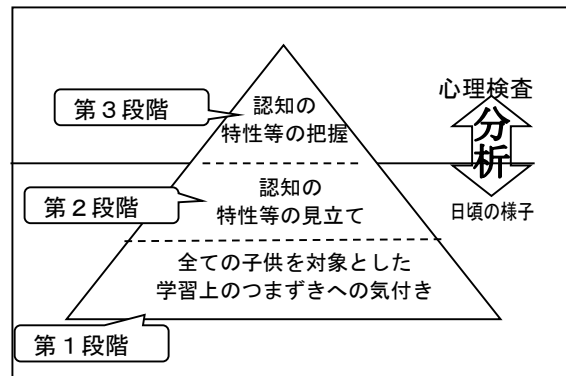 第３段階
認知の
特性等の把握
心理検査
分析
第２段階
認知の
特性等の見立て
日頃の様子
全ての子供を対象とした
学習上のつまずきへの気付き
第１段階